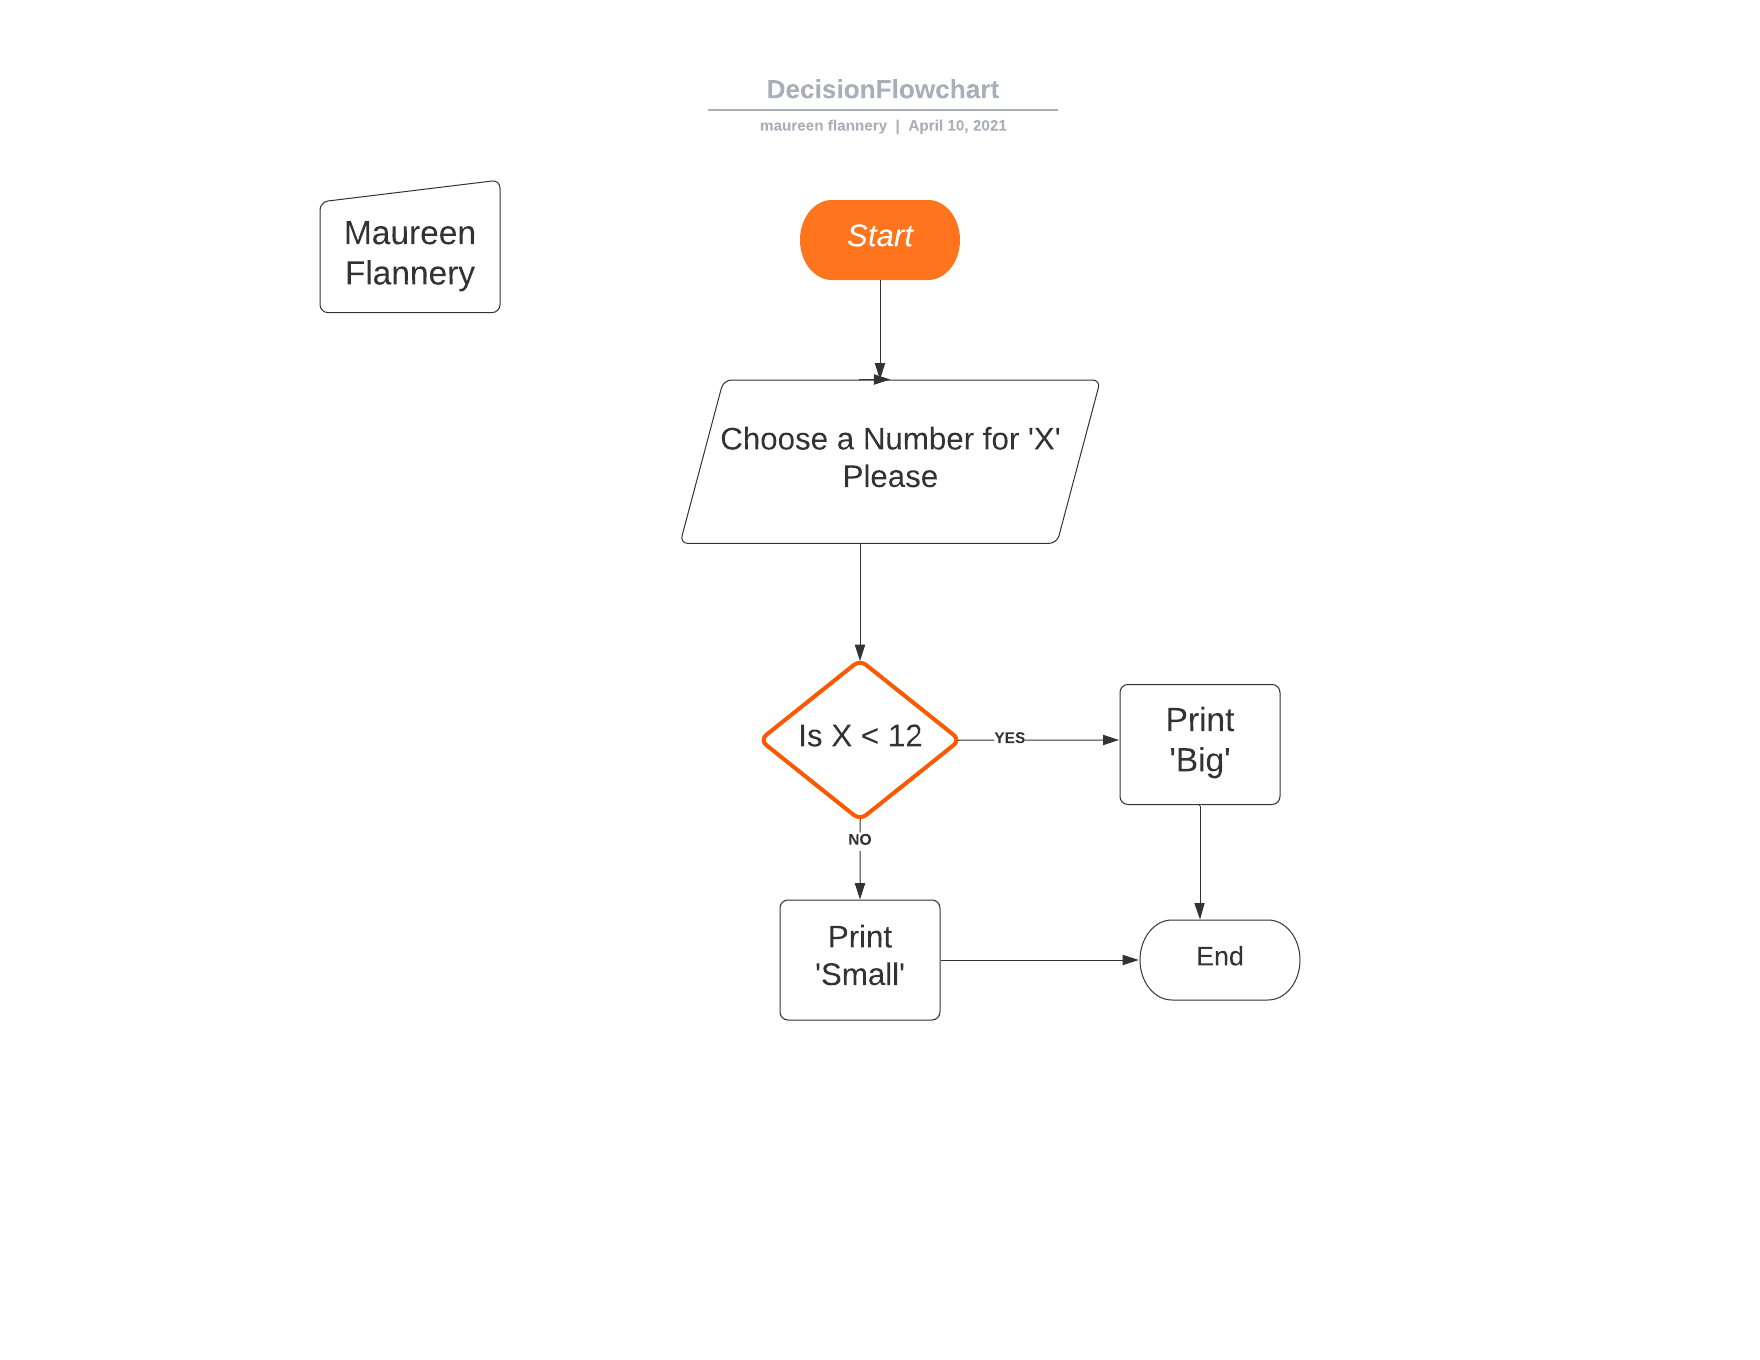 DecisionFlowchart
maureen flannery | April 10, 2021
Maureen
Flannery
Start
Choose a Number for 'X'
Please
Is X < 12
YES
Print
'Big'
NO
Print
'Small'
End